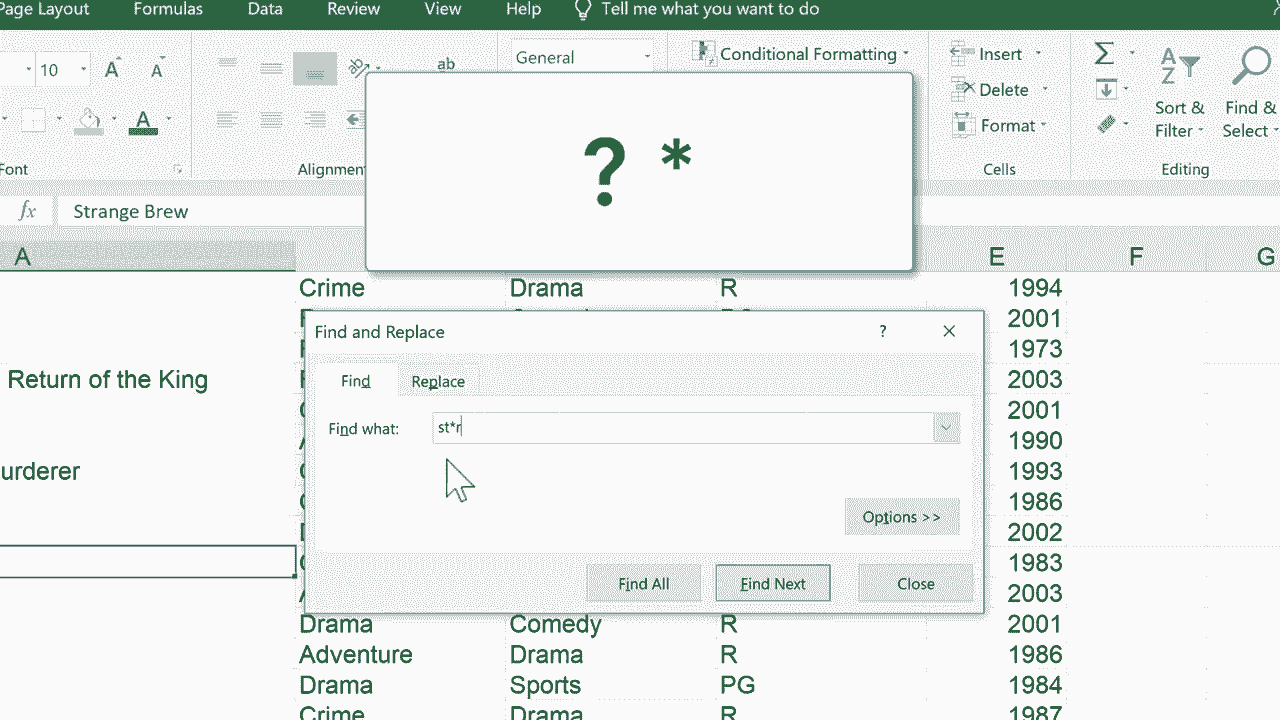 Page Layout Formulas Data Review View Help Tell me what you want to do
10 A A ab General Conditional Formatting Insert Σ A Z
Delete Sort & Find &
A Format Filter Select
Font Alignment Cells Editing
fx Strange Brew
? *
A E F G
Crime Drama R 1994
2001
1973
Return of the King 2003
2001
1990
urderer 1993
1986
2002
1983
2003
Find and Replace ? ×
Find Replace
Find what: st*r
Options >>
Find All Find Next Close
Drama Comedy R 2001
Adventure Drama R 1986
Drama Sports PG 1984
Crime Drama R 1987